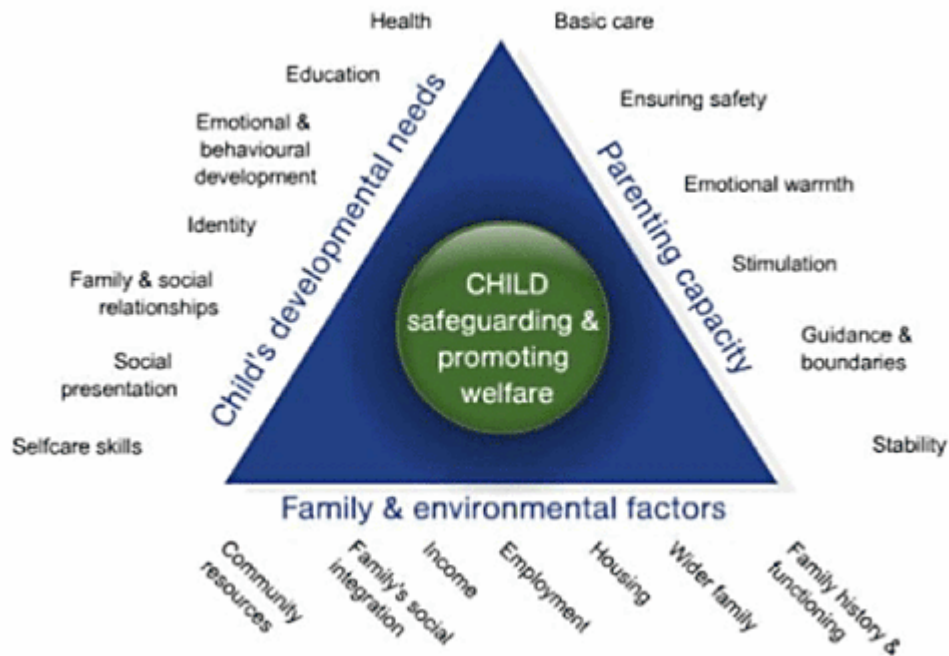 Health
Basic care
Education
Ensuring safety
Emotional &
behavioural
development
Emotional warmth
Identity
Stimulation
Family & social
relationships
Guidance &
boundaries
Social
presentation
Selfcare skills
Stability
Child's developmental needs
Parenting capacity
CHILD
safeguarding &
promoting
welfare
Family & environmental factors
Community
resources
Family's social
integration
Income
Employment
Housing
Wider family
Family history &
functioning